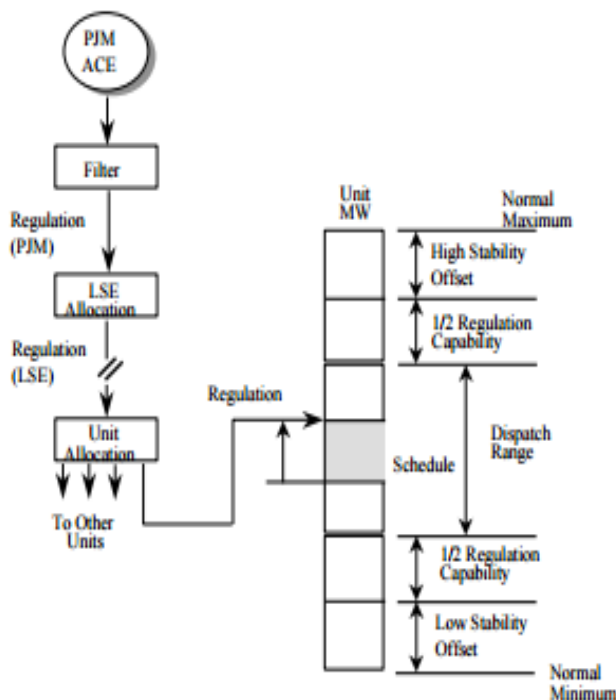 PJM
ACE
Filter
Regulation
(PJM)
LSE
Allocation
Regulation
(LSE)
Unit
Allocation
To Other
Units
Regulation
Unit
MW
Normal
Maximum
High Stability
Offset
1/2 Regulation
Capability
Schedule
Dispatch
Range
1/2 Regulation
Capability
Low Stability
Offset
Normal
Minimum